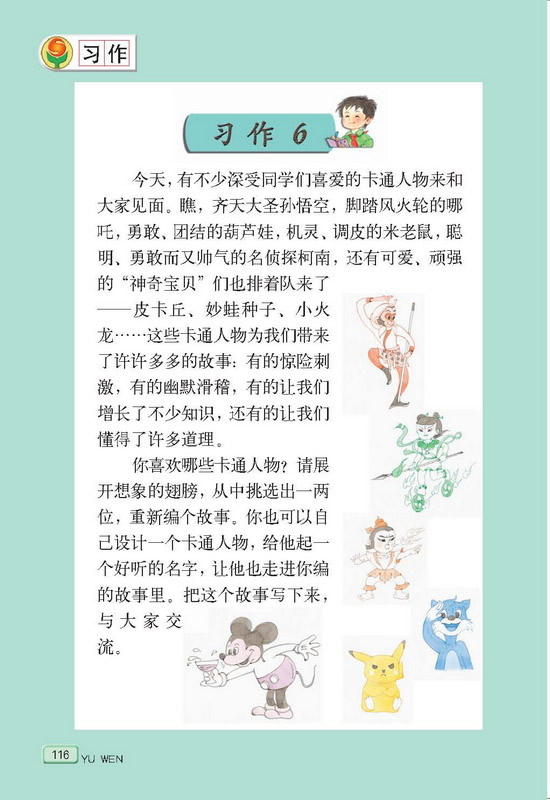 习作
习作6
今天，有不少深受同学们喜爱的卡通人物来和
大家见面。瞧，齐天大圣孙悟空，脚踏风火轮的哪
吒，勇敢、团结的葫芦娃，机灵、调皮的米老鼠，聪
明、勇敢而又帅气的名侦探柯南，还有可爱、顽强
的“神奇宝贝”们也排着队来了
——皮卡丘、妙蛙种子、小火
龙……这些卡通人物为我们带来
了许许多多的故事：有的惊险刺
激，有的幽默滑稽，有的让我们
增长了不少知识，还有的让我们
懂得了许多道理。
你喜欢哪些卡通人物？请展
开想象的翅膀，从中挑选出一两
位，重新编个故事。你也可以自
己设计一个卡通人物，给他起一
个好听的名字，让他也走进你编
的故事里。把这个故事写下来，
与大家交
流。
116 YU WEN